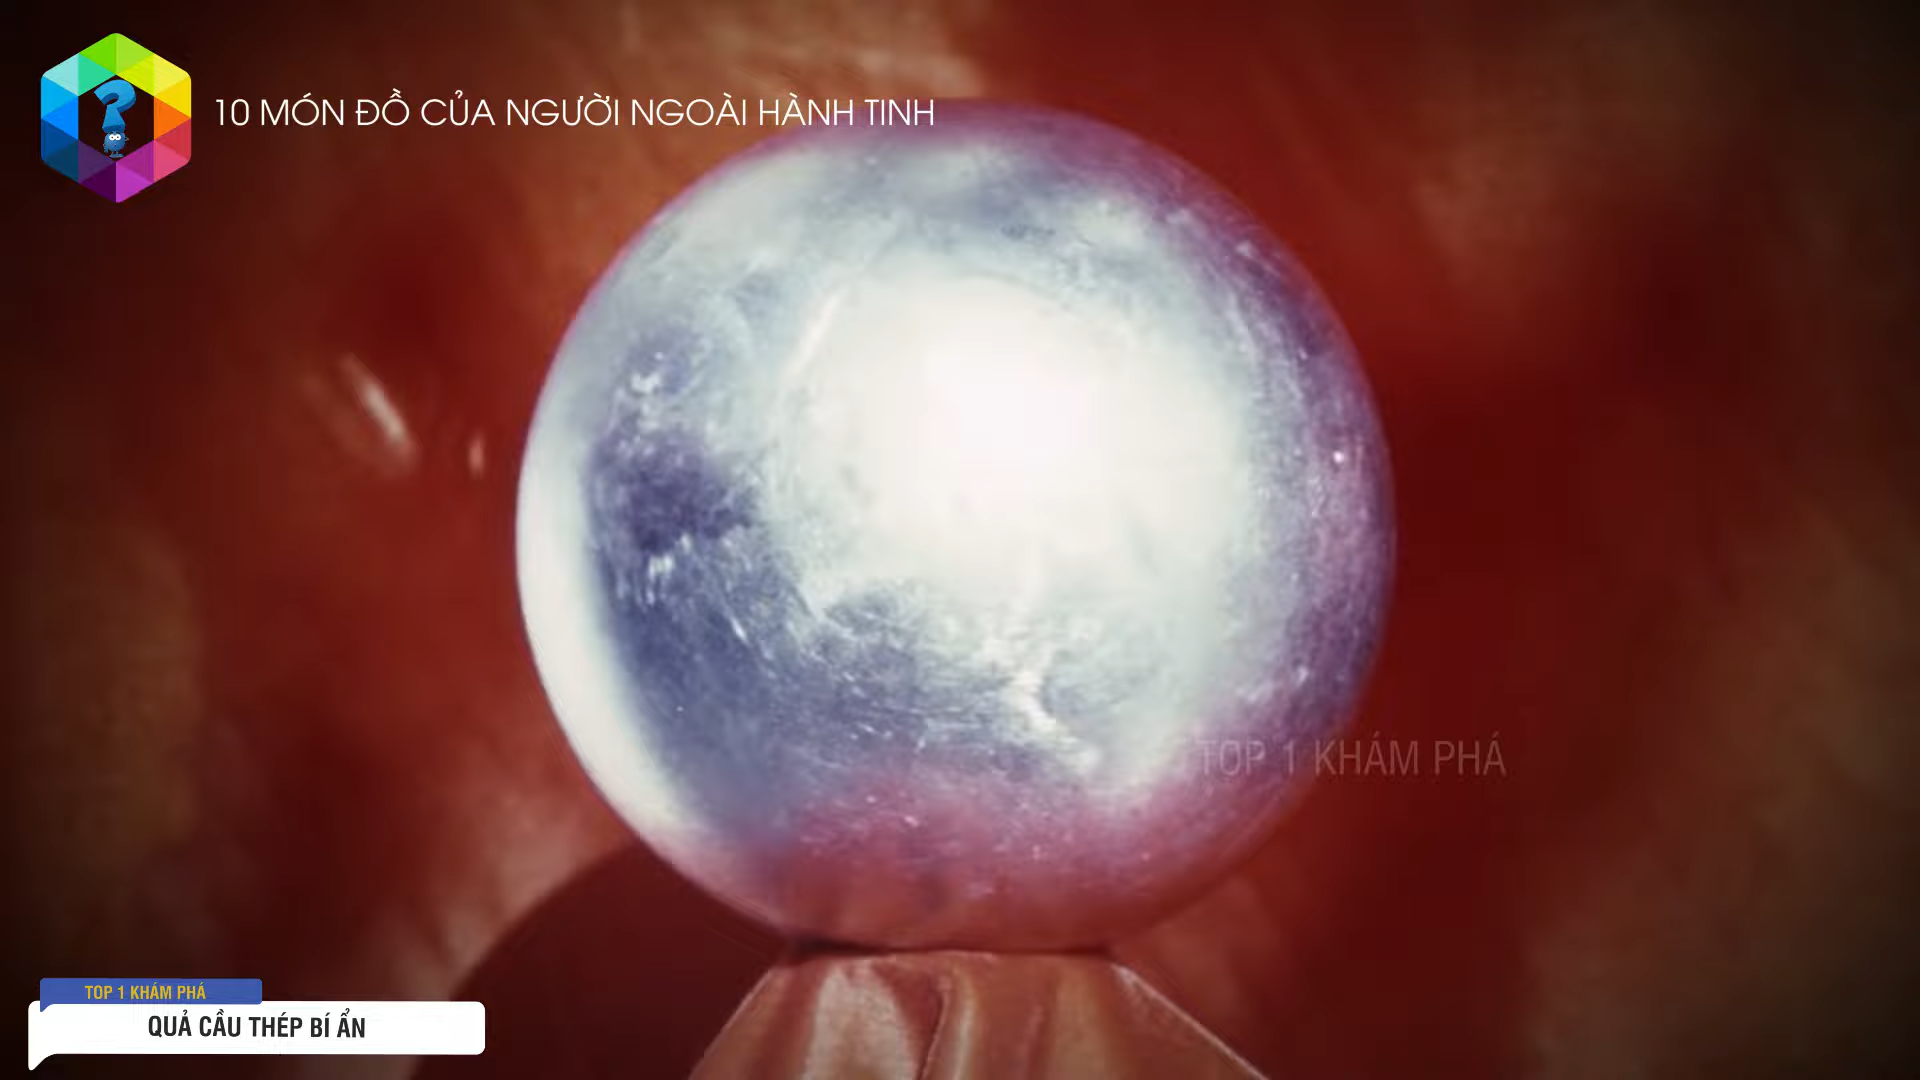 10 MÓN ĐỒ CỦA NGƯỜI NGOÀI HÀNH TINH
TOP 1 KHÁM PHÁ
TOP 1 KHÁM PHÁ
QUẢ CẦU THÉP BÍ ẨN